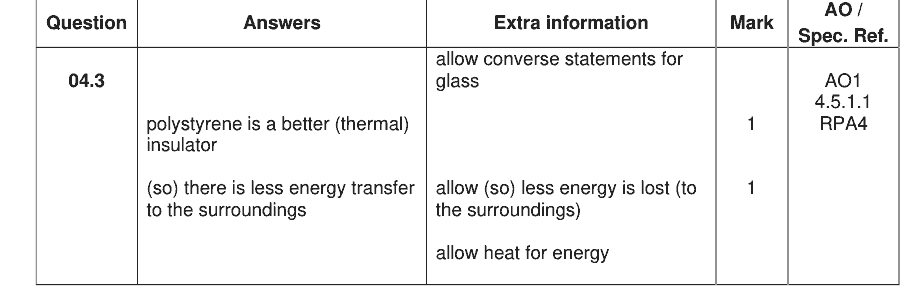 Question Answers Extra information Mark AO /
Spec. Ref.
allow converse statements for
04.3 glass AO1
4.5.1.1
polystyrene is a better (thermal) 1 RPA4
insulator
(so) there is less energy transfer allow (so) less energy is lost (to 1
to the surroundings the surroundings)
allow heat for energy